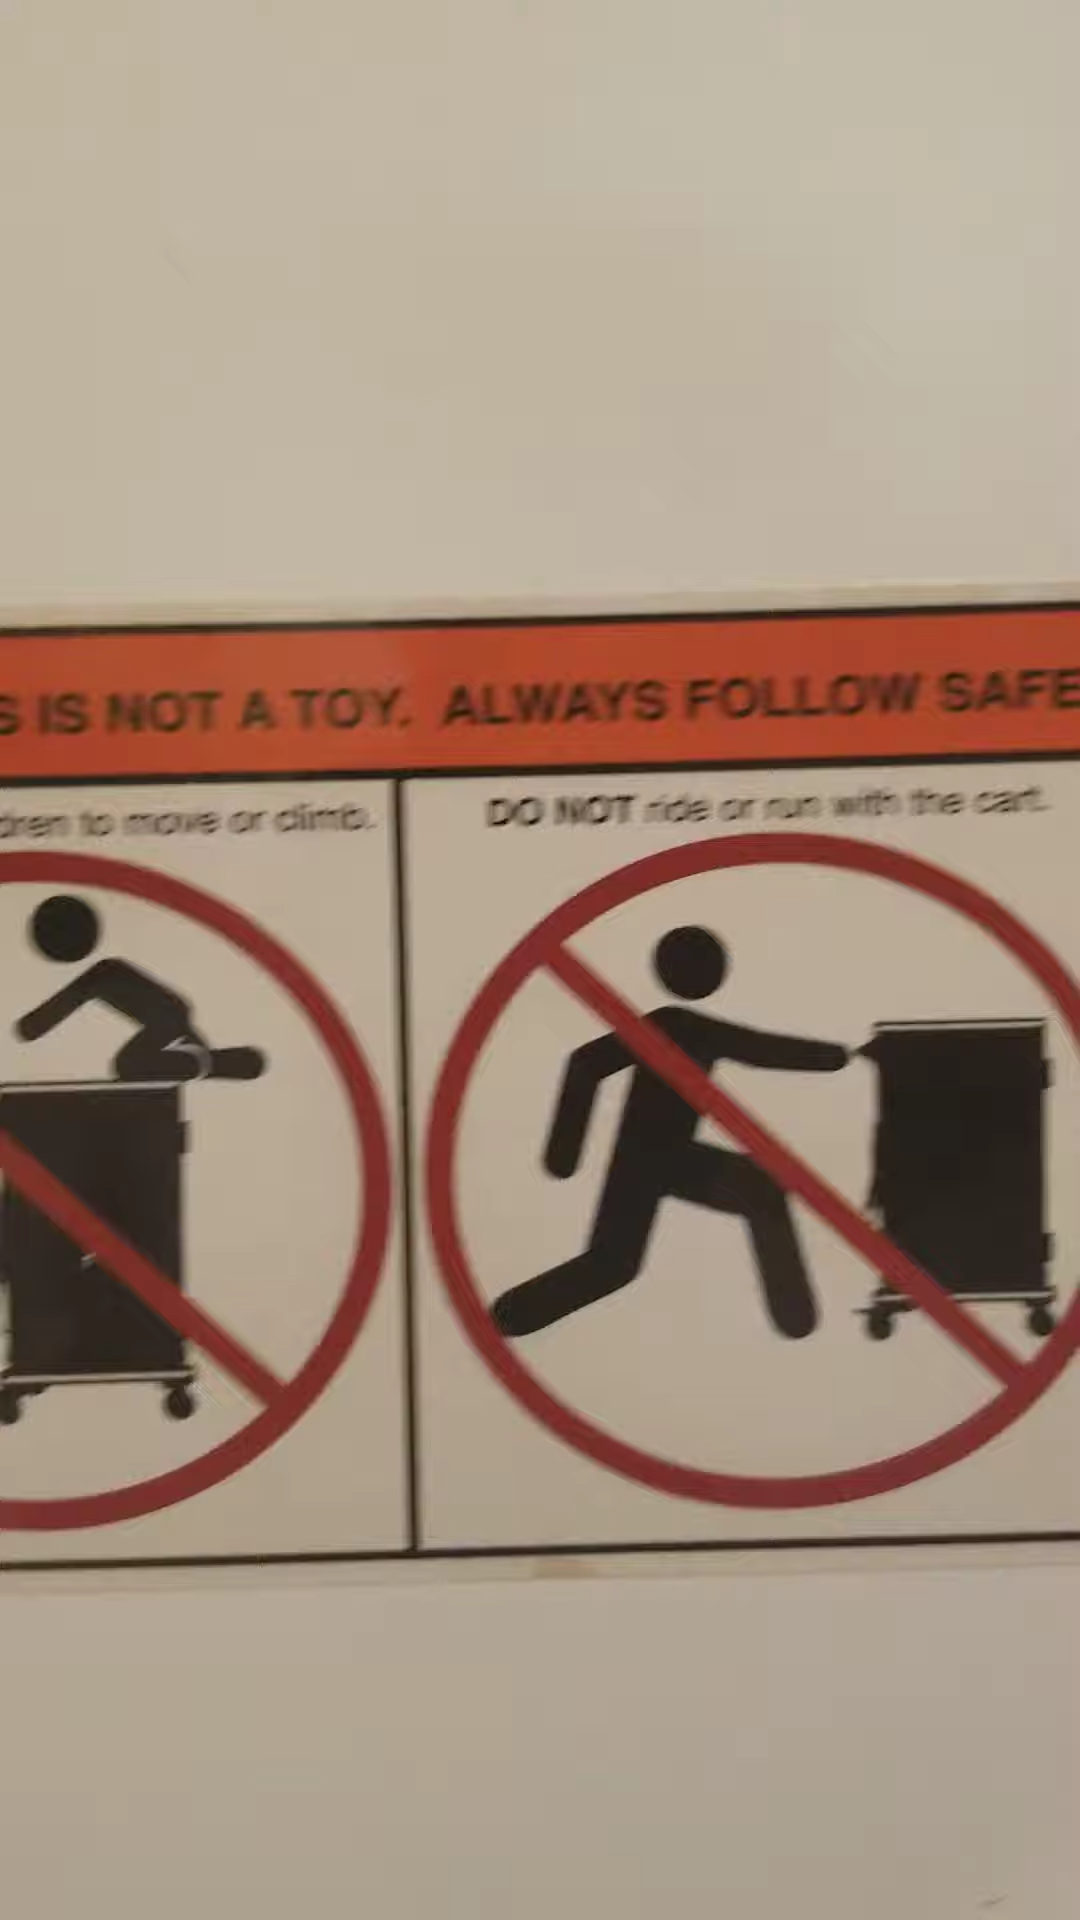 S IS NOT A TOY. ALWAYS FOLLOW SAFE
dren to move or climb.
DO NOT ride or run with the cart.